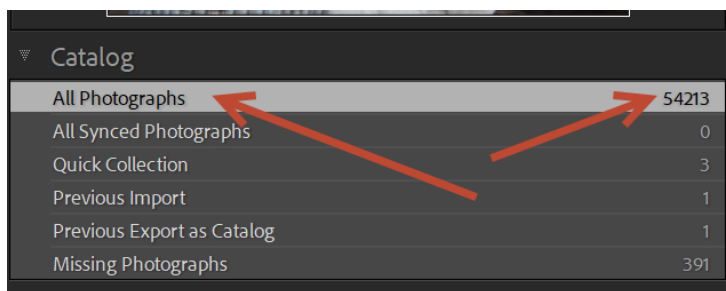 Catalog
All Photographs 54213
All Synced Photographs 0
Quick Collection 3
Previous Import 1
Previous Export as Catalog 1
Missing Photographs 391